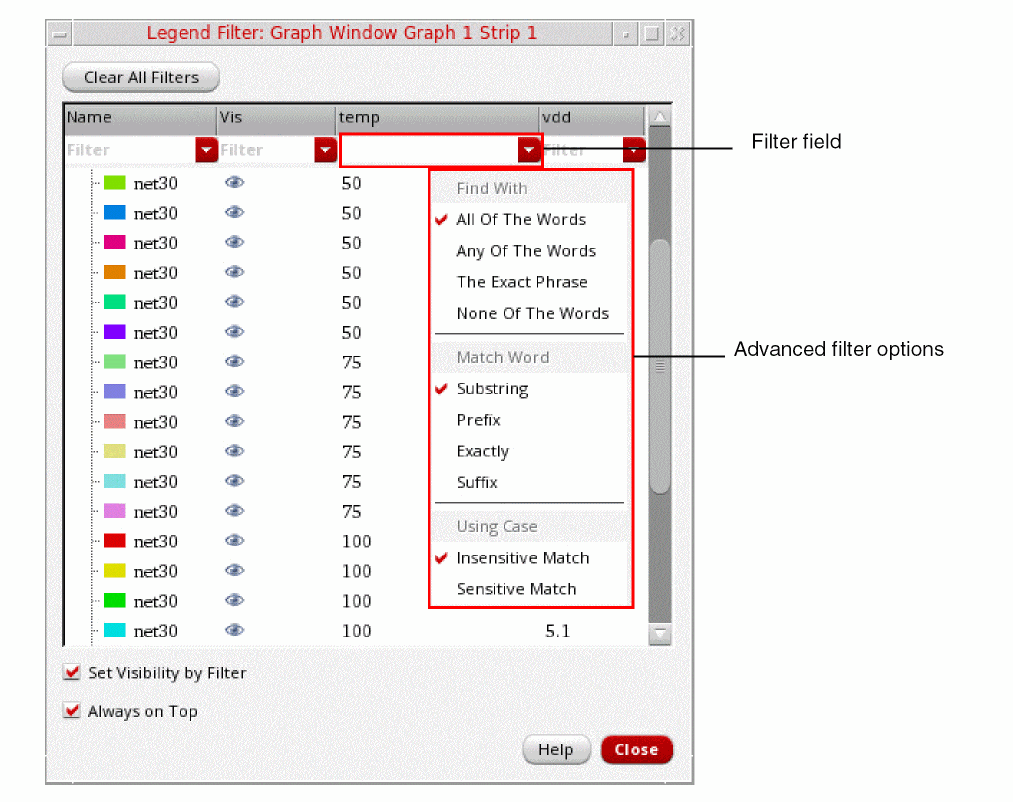 Legend Filter: Graph Window Graph 1 Strip 1
Clear All Filters
Name Vis temp vdd
Filter Filter Filter
Filter field
net30 50
net30 50
net30 50
net30 50
net30 50
net30 50
net30 75
net30 75
net30 75
net30 75
net30 75
net30 75
net30 100
net30 100
net30 100
net30 100 5.1
Find With
All Of The Words
Any Of The Words
The Exact Phrase
None Of The Words
Match Word
Substring
Prefix
Exactly
Suffix
Using Case
Insensitive Match
Sensitive Match
Advanced filter options
Set Visibility by Filter
Always on Top
Help Close